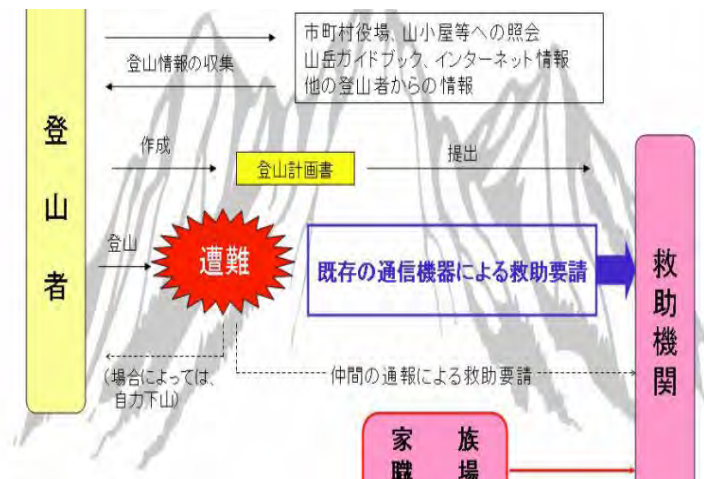 市町村役場、山小屋等への照会
山岳ガイドブック、インターネット情報
他の登山者からの情報
登山情報の収集
登山者
作成
登山計画書
提出
登山
遭難
既存の通信機器による救助要請
救助機関
(場合によっては、
自力下山)
仲間の通報による救助要請
家族
職場